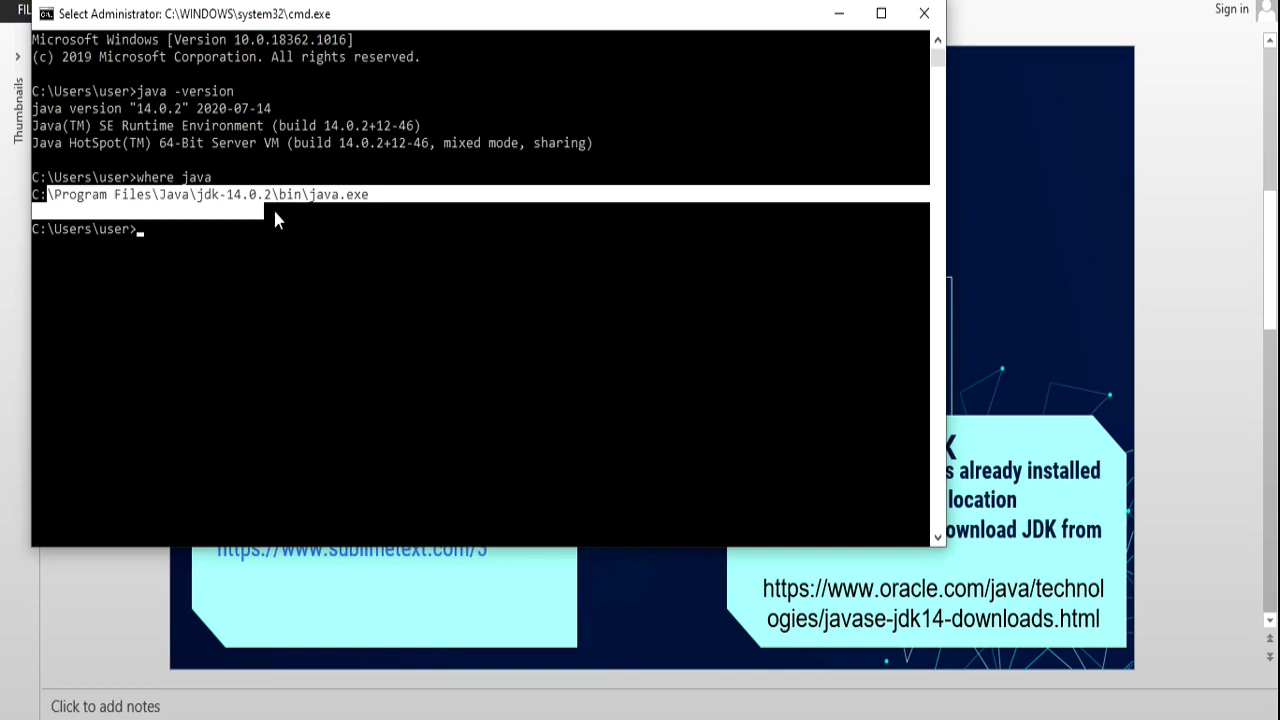 FIL
Select Administrator: C:\WINDOWS\system32\cmd.exe
Sign in
Microsoft Windows [Version 10.0.18362.1016]
(c) 2019 Microsoft Corporation. All rights reserved.
C:\Users\user>java -version
java version "14.0.2" 2020-07-14
Java(TM) SE Runtime Environment (build 14.0.2+12-46)
Java HotSpot(TM) 64-Bit Server VM (build 14.0.2+12-46, mixed mode, sharing)
C:\Users\user>where java
C:\Program Files\Java\jdk-14.0.2\bin\java.exe
C:\Users\user>
Thumbnails
K
s already installed
location
ownload JDK from
https://www.oracle.com/java/technol
ogies/javase-jdk14-downloads.html
https://www.sublimetext.com/3
Click to add notes